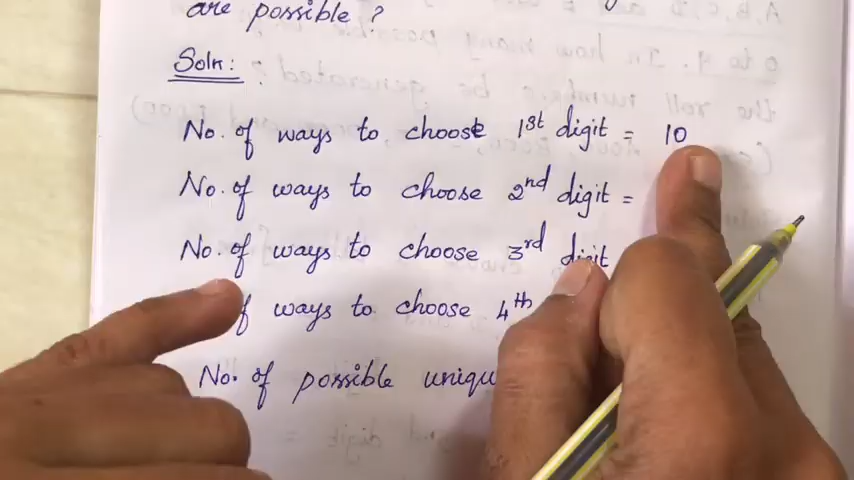 are possible?
Soln:
No. of ways to choose 1st digit = 10
No. of ways to choose 2nd digit =
No. of ways to choose 3rd digit
of ways to choose 4th
No. of possible uniqu